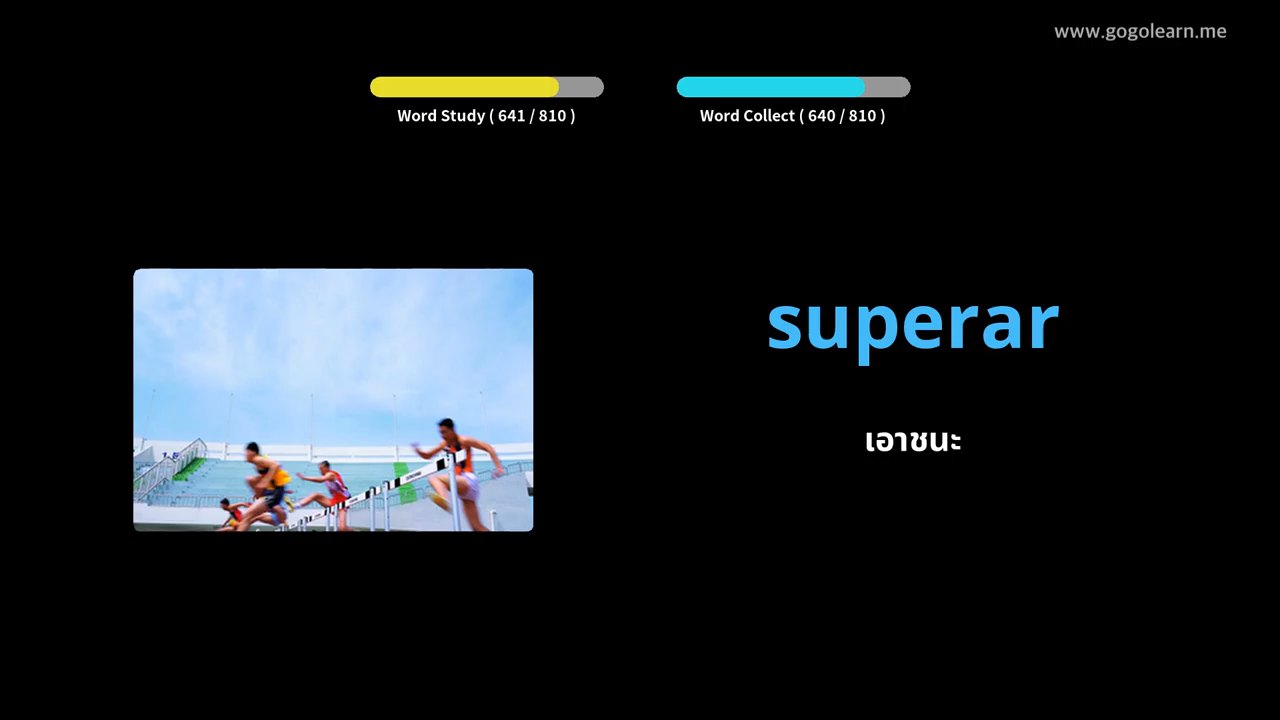 www.gogolearn.me
Word Study ( 641 / 810 )
Word Collect ( 640 / 810 )
superar
เอาชนะ